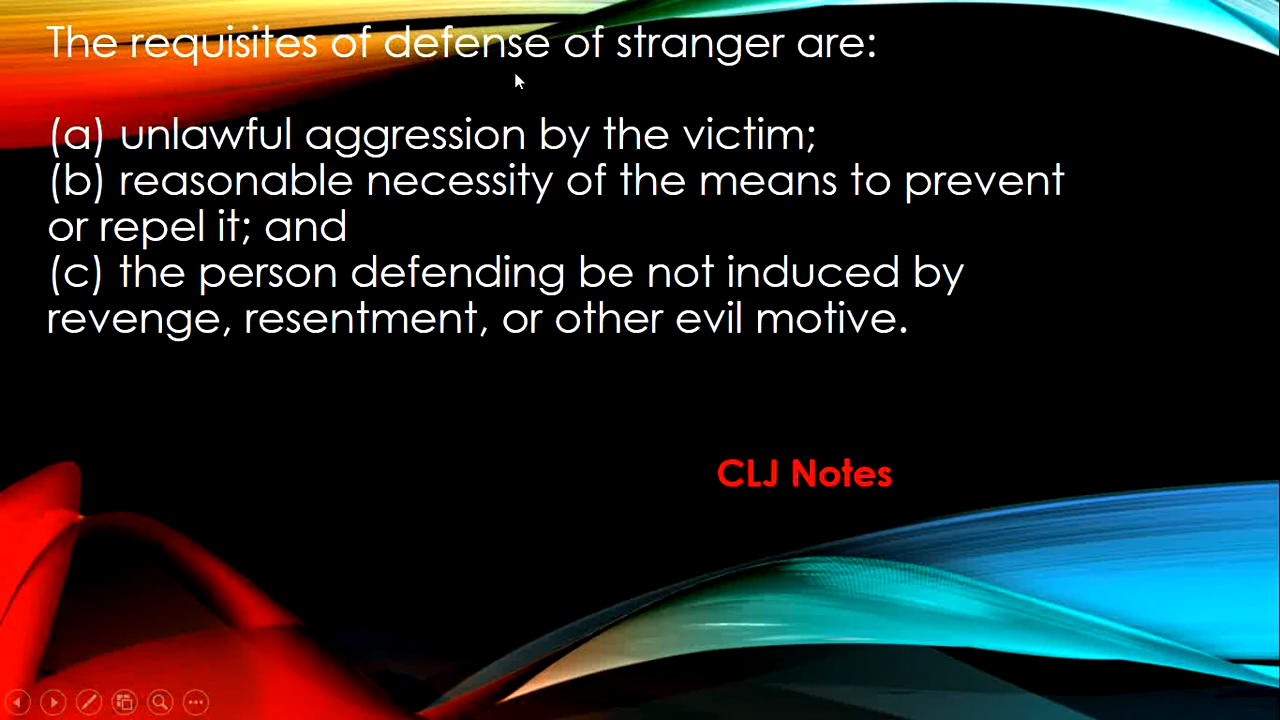 The requisites of defense of stranger are:
(a) unlawful aggression by the victim;
(b) reasonable necessity of the means to prevent
or repel it; and
(c) the person defending be not induced by
revenge, resentment, or other evil motive.
CLJ Notes